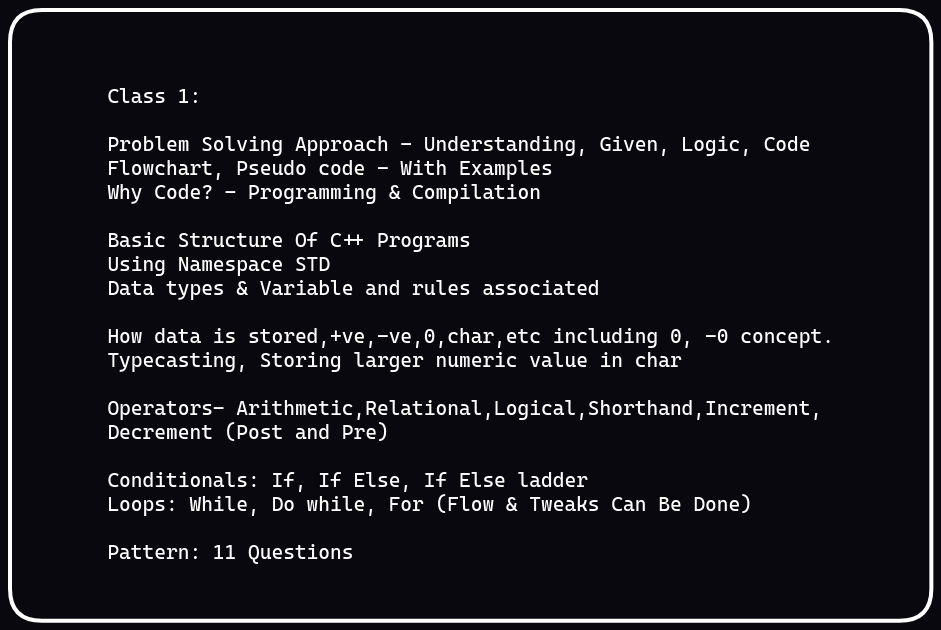 Class 1:
Problem Solving Approach - Understanding, Given, Logic, Code
Flowchart, Pseudo code - With Examples
Why Code? - Programming & Compilation
Basic Structure Of C++ Programs
Using Namespace STD
Data types & Variable and rules associated
How data is stored,+ve,-ve,0,char,etc including 0, -0 concept.
Typecasting, Storing larger numeric value in char
Operators- Arithmetic,Relational,Logical,Shorthand,Increment,
Decrement (Post and Pre)
Conditionals: If, If Else, If Else ladder
Loops: While, Do while, For (Flow & Tweaks Can Be Done)
Pattern: 11 Questions